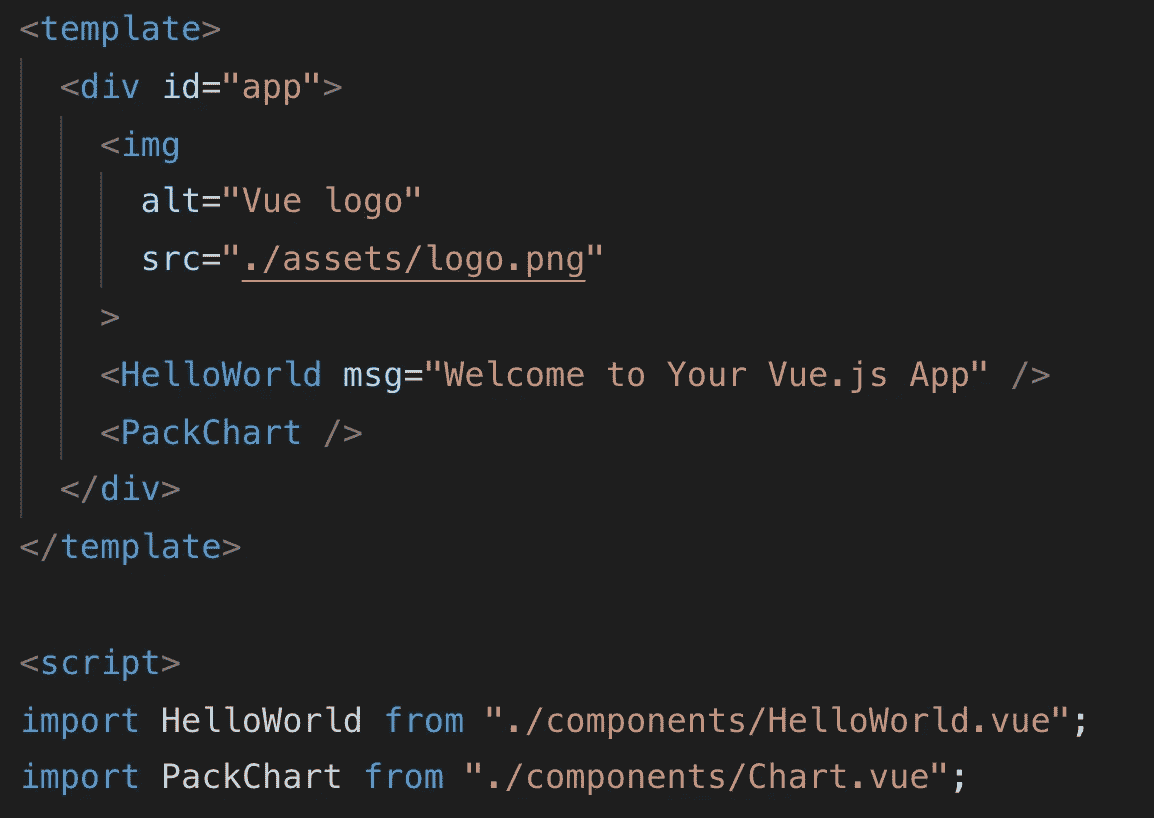 <template>
  <div id="app">
    <img
      alt="Vue logo"
      src="./assets/logo.png"
    >
    <HelloWorld msg="Welcome to Your Vue.js App" />
    <PackChart />
  </div>
</template>

<script>
import HelloWorld from "./components/HelloWorld.vue";
import PackChart from "./components/Chart.vue";